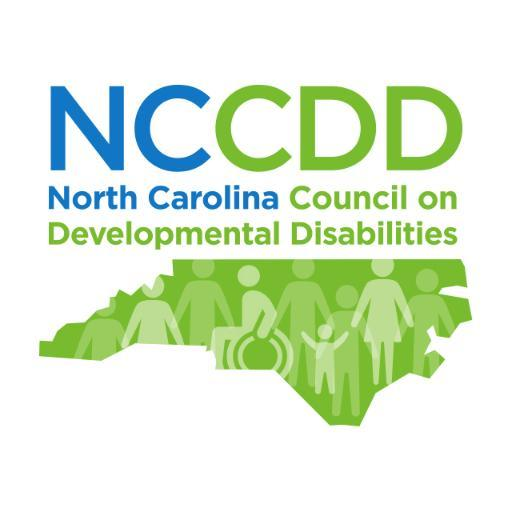 NCCDD
North Carolina Council on
Developmental Disabilities